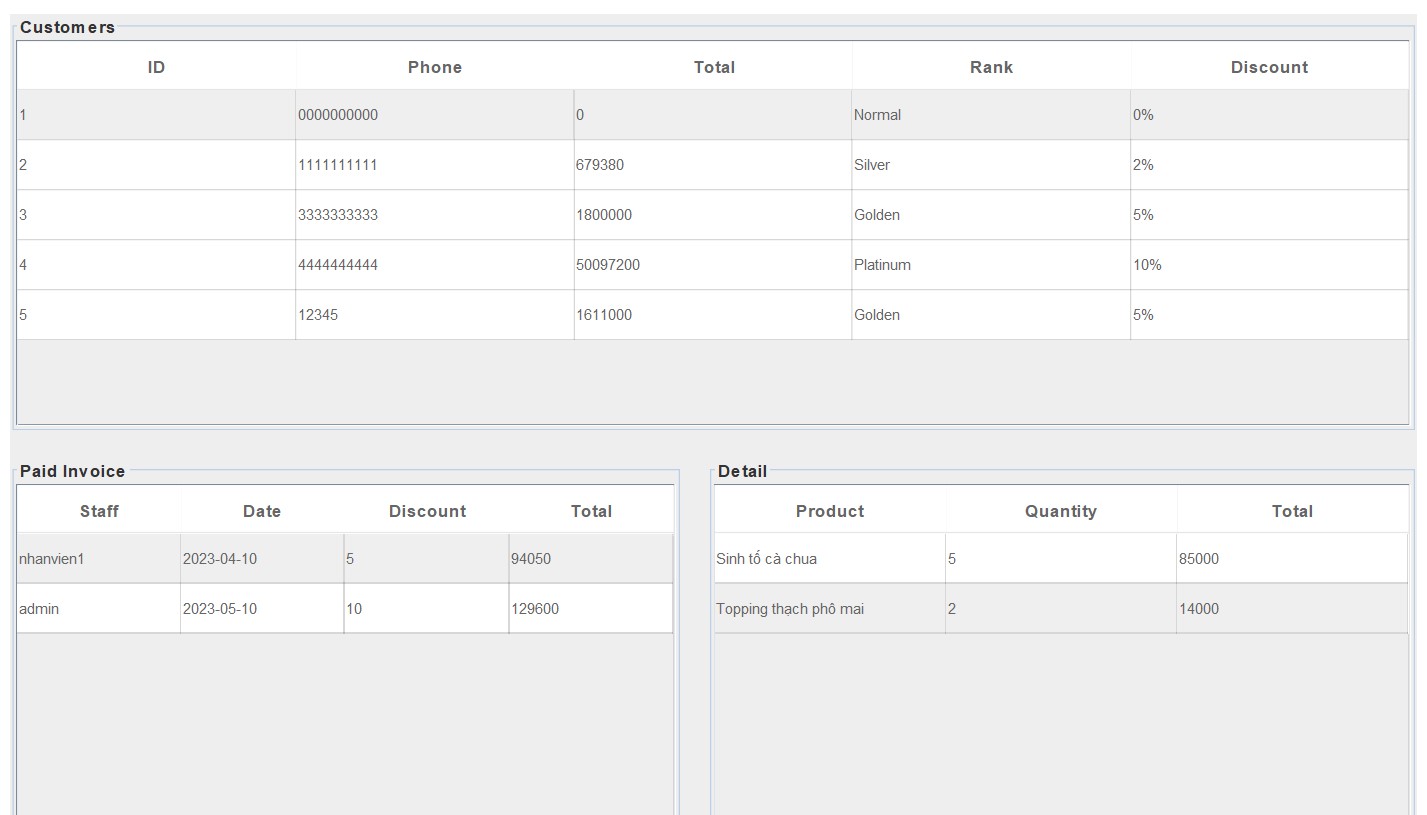 Customers
ID Phone Total Rank Discount
1 0000000000 0 Normal 0%
2 1111111111 679380 Silver 2%
3 3333333333 1800000 Golden 5%
4 4444444444 50097200 Platinum 10%
5 12345 1611000 Golden 5%
Paid Invoice
Staff Date Discount Total
nhanvien1 2023-04-10 5 94050
admin 2023-05-10 10 129600
Detail
Product Quantity Total
Sinh tố cà chua 5 85000
Topping thạch phô mai 2 14000